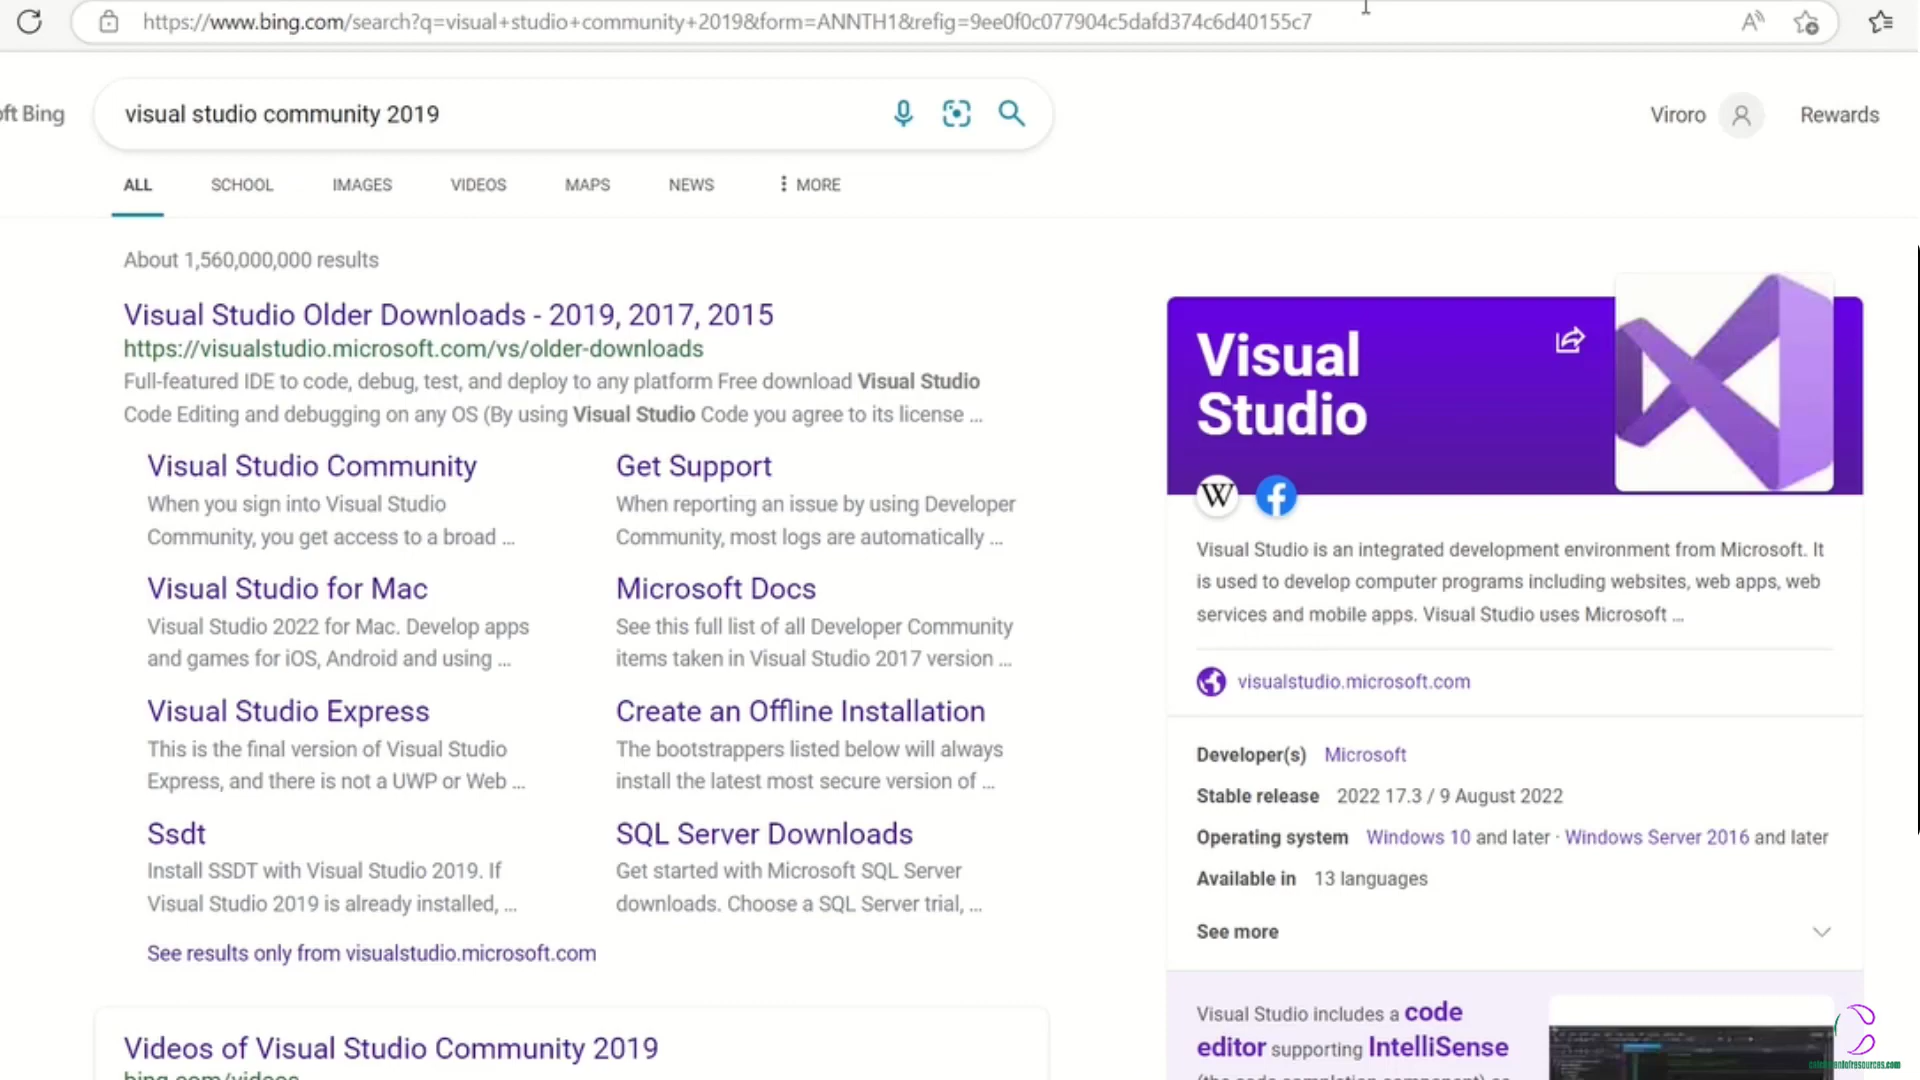 https://www.bing.com/search?q=visual+studio+community+2019&form=ANNTH1&refig=9ee0f0c077904c5dafd374c6d40155c7
oft Bing
visual studio community 2019
Viroro
Rewards
ALL
SCHOOL
IMAGES
VIDEOS
MAPS
NEWS
MORE
About 1,560,000,000 results
Visual Studio Older Downloads - 2019, 2017, 2015
https://visualstudio.microsoft.com/vs/older-downloads
Full-featured IDE to code, debug, test, and deploy to any platform Free download Visual Studio
Code Editing and debugging on any OS (By using Visual Studio Code you agree to its license ...
Visual Studio Community
When you sign into Visual Studio
Community, you get access to a broad ...
Get Support
When reporting an issue by using Developer
Community, most logs are automatically ...
Visual Studio for Mac
Visual Studio 2022 for Mac. Develop apps
and games for iOS, Android and using ...
Microsoft Docs
See this full list of all Developer Community
items taken in Visual Studio 2017 version ...
Visual Studio Express
This is the final version of Visual Studio
Express, and there is not a UWP or Web ...
Create an Offline Installation
The bootstrappers listed below will always
install the latest most secure version of ...
Ssdt
Install SSDT with Visual Studio 2019. If
Visual Studio 2019 is already installed, ...
SQL Server Downloads
Get started with Microsoft SQL Server
downloads. Choose a SQL Server trial, ...
See results only from visualstudio.microsoft.com
Videos of Visual Studio Community 2019
bing.com/videos
Visual
Studio
W
Visual Studio is an integrated development environment from Microsoft. It
is used to develop computer programs including websites, web apps, web
services and mobile apps. Visual Studio uses Microsoft ...
visualstudio.microsoft.com
Developer(s) Microsoft
Stable release 2022 17.3 / 9 August 2022
Operating system Windows 10 and later · Windows Server 2016 and later
Available in 13 languages
See more
Visual Studio includes a code
editor supporting IntelliSense
(the code completion component) as